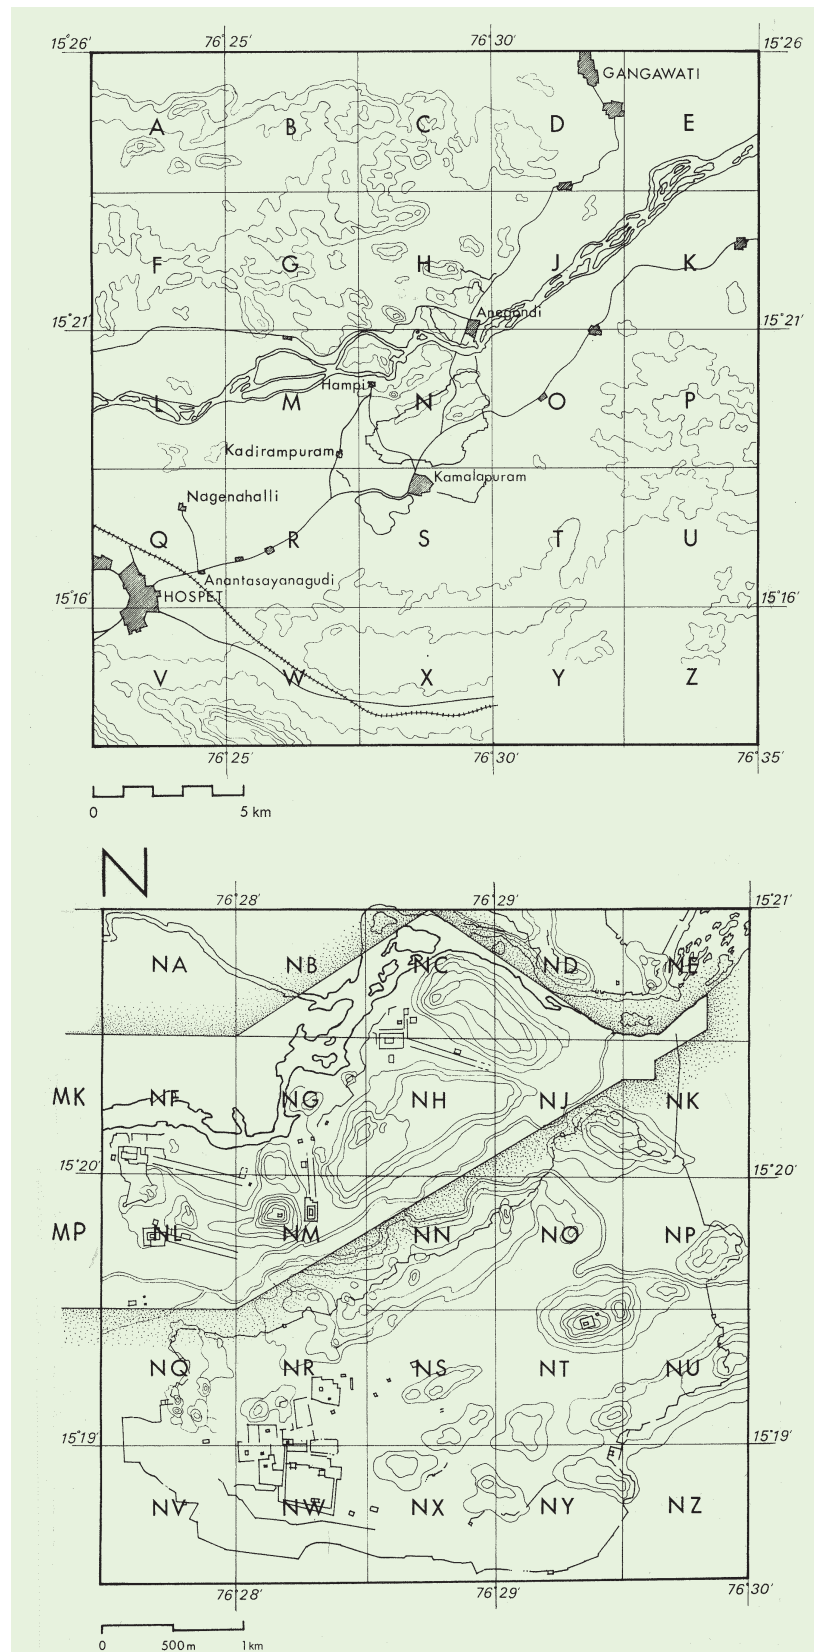 15°26' 76°25' 76°30' 15°26
GANGAWATI
A B C D E
F G H J K
Anegondi
15°21' 15°21'
Hampi
L M N O P
Kadirampuram
Kamalapuram
Nagenahalli
Q R S T U
Anantasayanagudi
15°16' HOSPET 15°16'
V W X Y Z
76°25' 76°30' 76°35'
0 5 km
N
76°28' 76°29' 15°21'
NA NB NC ND NE
MK NF NG NH NJ NK
15°20' 15°20'
MP NL NM NN NO NP
NQ NR NS NT NU
15°19' 15°19'
NV NW NX NY NZ
76°28' 76°29' 76°30'
0 500 m 1 km